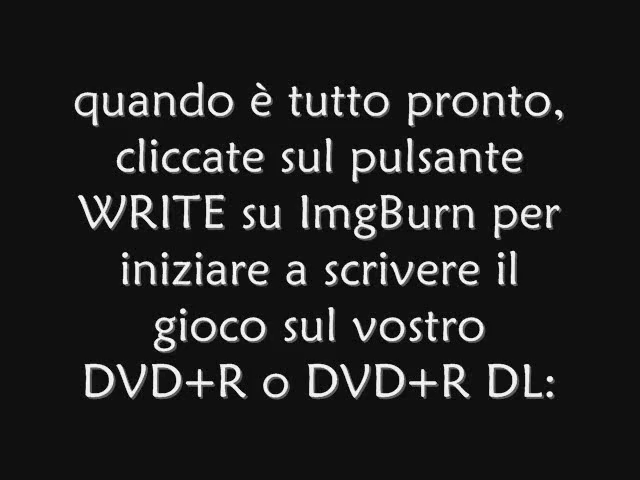 quando è tutto pronto,
cliccate sul pulsante
WRITE su ImgBurn per
iniziare a scrivere il
gioco sul vostro
DVD+R o DVD+R DL: